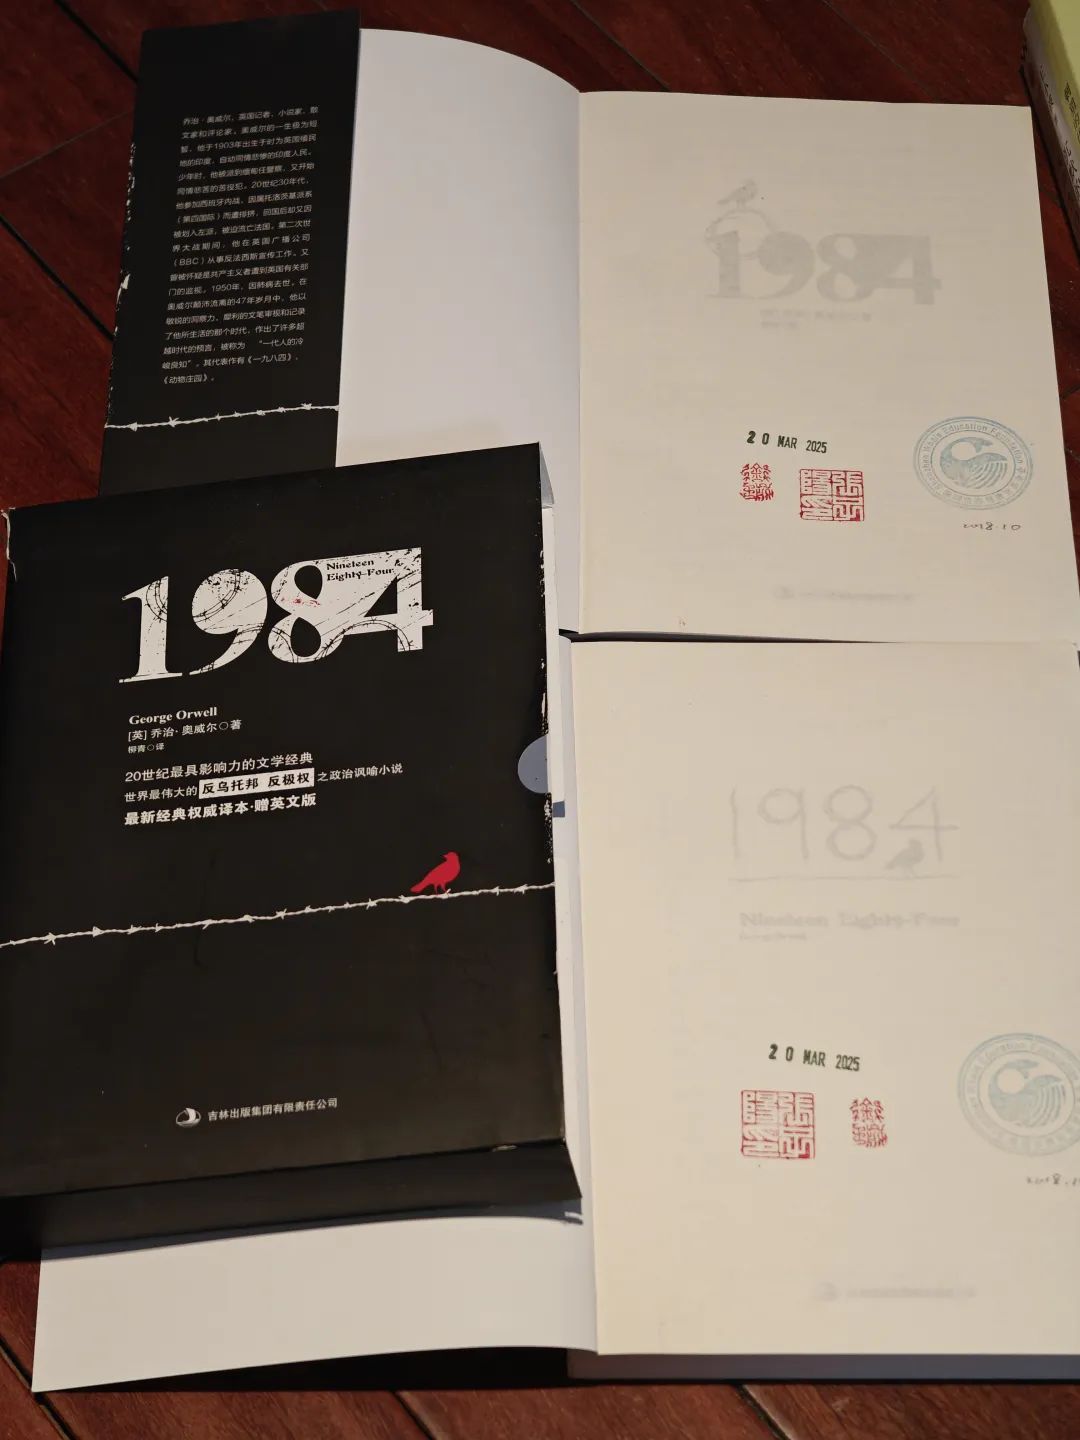 乔治·奥威尔，英国记者、小说家、散
文家和评论家。奥威尔的一生极为短
暂，他于1903年出生于时为英国殖民
地的印度，自动同情悲惨的印度人民。
少年时，他被派到缅甸任警察，又开始
同情悲苦的苦役犯。20世纪30年代，
他参加西班牙内战，因属托洛茨基派系
（第四国际）而遭排挤，回国后却又因
被划入左派，被迫流亡法国。第二次世
界大战期间，他在英国广播公司
（BBC）从事反法西斯宣传工作。又
曾被怀疑是共产主义者遭到英国有关部
门的监视。1950年，因肺病去世。在
奥威尔颠沛流离的47年岁月中，他以
敏锐的洞察力、犀利的文笔审视和记录
了他所生活的那个时代，作出了许多超
越时代的预言，被称为 “一代人的冷
峻良知”。其代表作有《一九八四》、
《动物庄园》。
1984
20 MAR 2025
2018.10
1984
Nineteen
Eighty-Four
George Orwell
[英] 乔治·奥威尔○著
柳青○译
20世纪最具影响力的文学经典
世界最伟大的 反乌托邦 反极权 之政治讽喻小说
最新经典权威译本·赠英文版
吉林出版集团有限责任公司
1984
Nineteen Eighty-Four
20 MAR 2025